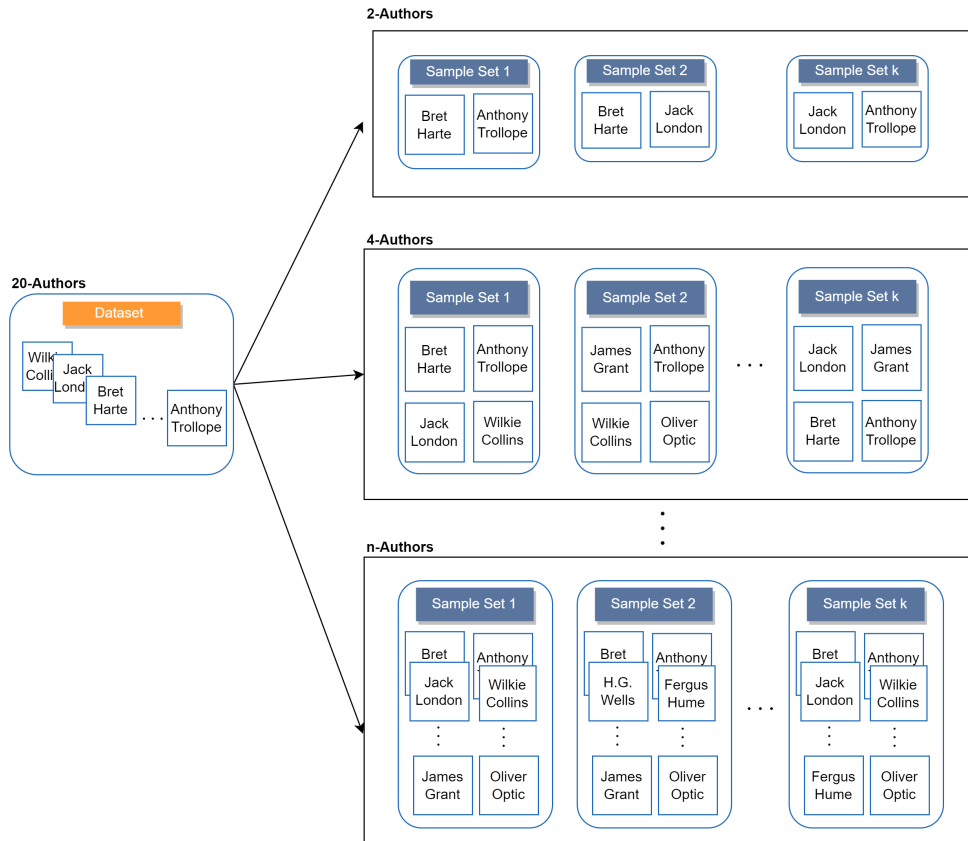 2-Authors
Sample Set 1
Bret
Harte
Anthony
Trollope
Sample Set 2
Bret
Harte
Jack
London
Sample Set k
Jack
London
Anthony
Trollope
20-Authors
Dataset
Wilki
Colli
Jack
Lond
Bret
Harte
. . .
Anthony
Trollope
4-Authors
Sample Set 1
Bret
Harte
Anthony
Trollope
Jack
London
Wilkie
Collins
Sample Set 2
James
Grant
Anthony
Trollope
Wilkie
Collins
Oliver
Optic
. . .
Sample Set k
Jack
London
James
Grant
Bret
Harte
Anthony
Trollope
n-Authors
Sample Set 1
Bret
Anthony
Jack
London
Wilkie
Collins
James
Grant
Oliver
Optic
Sample Set 2
Bret
Anthony
H.G.
Wells
Fergus
Hume
James
Grant
Oliver
Optic
. . .
Sample Set k
Bret
Anthony
Jack
London
Wilkie
Collins
Fergus
Hume
Oliver
Optic